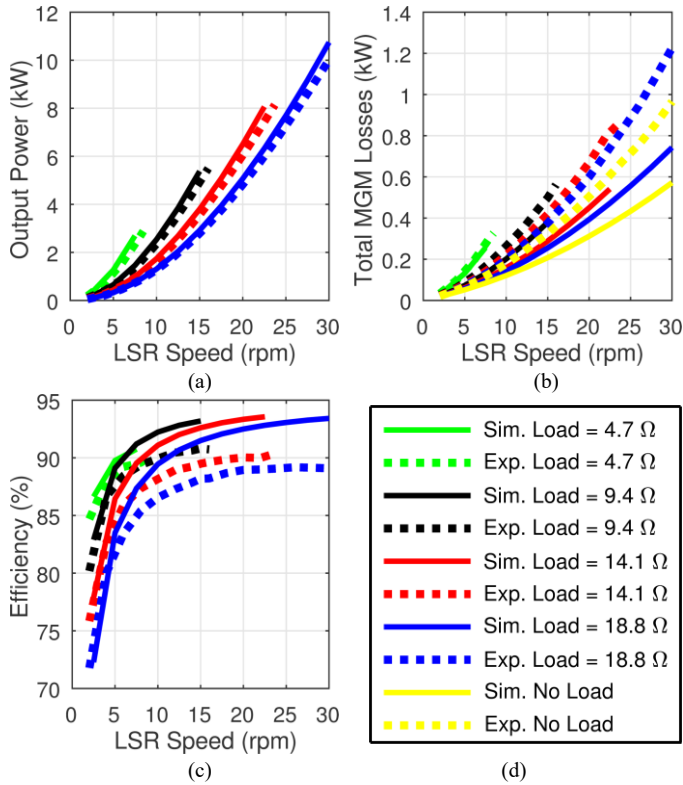 12
10
8
6
4
2
0
Output Power (kW)
0 5 10 15 20 25 30
LSR Speed (rpm)
(a)
1.4
1.2
1
0.8
0.6
0.4
0.2
0
Total MGM Losses (kW)
0 5 10 15 20 25 30
LSR Speed (rpm)
(b)
95
90
85
80
75
70
Efficiency (%)
0 5 10 15 20 25 30
LSR Speed (rpm)
(c)
Sim. Load = 4.7 Ω
Exp. Load = 4.7 Ω
Sim. Load = 9.4 Ω
Exp. Load = 9.4 Ω
Sim. Load = 14.1 Ω
Exp. Load = 14.1 Ω
Sim. Load = 18.8 Ω
Exp. Load = 18.8 Ω
Sim. No Load
Exp. No Load
(d)